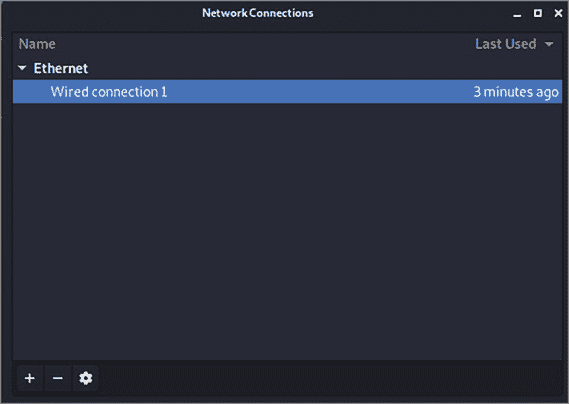 Network Connections
Name Last Used
Ethernet
Wired connection 1 3 minutes ago